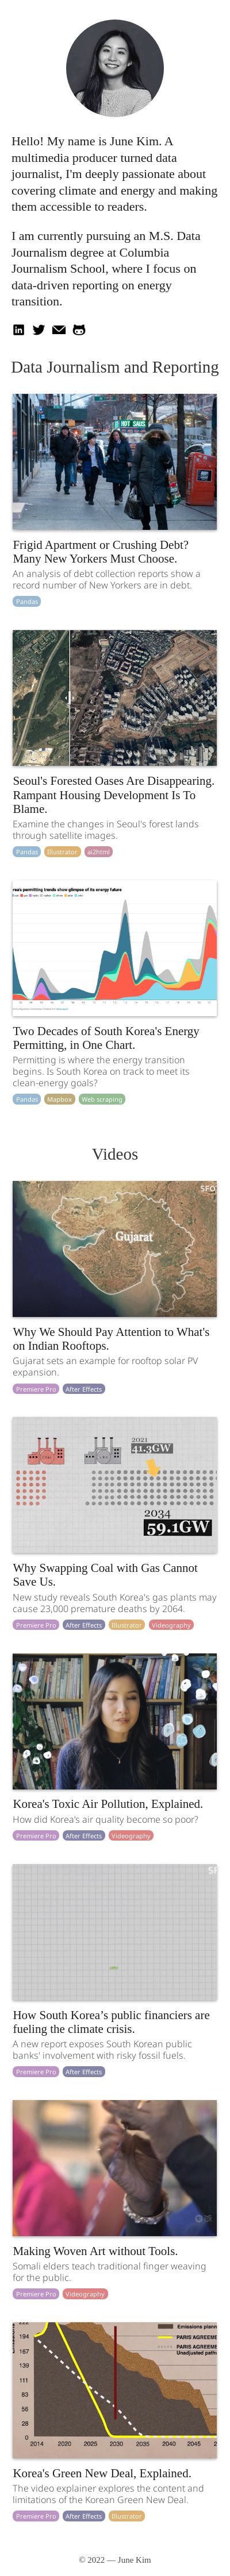 Hello! My name is June Kim. A
multimedia producer turned data
journalist, I'm deeply passionate about
covering climate and energy and making
them accessible to readers.
I am currently pursuing an M.S. Data
Journalism degree at Columbia
Journalism School, where I focus on
data-driven reporting on energy
transition.
Data Journalism and Reporting
HOT SADS
Frigid Apartment or Crushing Debt?
Many New Yorkers Must Choose.
An analysis of debt collection reports show a
record number of New Yorkers are in debt.
Pandas
Seoul's Forested Oases Are Disappearing.
Rampant Housing Development Is To
Blame.
Examine the changes in Seoul's forest lands
through satellite images.
Pandas Illustrator ai2html
reas permitting trends show glimpse of its energy future
Two Decades of South Korea's Energy
Permitting, in One Chart.
Permitting is where the energy transition
begins. Is South Korea on track to meet its
clean-energy goals?
Pandas Mapbox Web scraping
Videos
SFO
Gujarat
Why We Should Pay Attention to What's
on Indian Rooftops.
Gujarat sets an example for rooftop solar PV
expansion.
Premiere Pro After Effects
2021
41.3GW
2034
59.1GW
Why Swapping Coal with Gas Cannot
Save Us.
New study reveals South Korea's gas plants may
cause 23,000 premature deaths by 2064.
Premiere Pro After Effects Illustrator Videography
Korea's Toxic Air Pollution, Explained.
How did Korea's air quality become so poor?
Premiere Pro After Effects Videography
How South Korea’s public financiers are
fueling the climate crisis.
A new report exposes South Korean public
banks' involvement with risky fossil fuels.
Premiere Pro After Effects
Making Woven Art without Tools.
Somali elders teach traditional finger weaving
for the public.
Premiere Pro Videography
222
194
167
139
111
83
56
28
0
2014 2020 2025 2030 2035 2040 2045 2
Emissions plann
PARIS AGREEME
PARIS AGREEME
Unadjusted path
Korea's Green New Deal, Explained.
The video explainer explores the content and
limitations of the Korean Green New Deal.
Premiere Pro After Effects Illustrator
© 2022 — June Kim